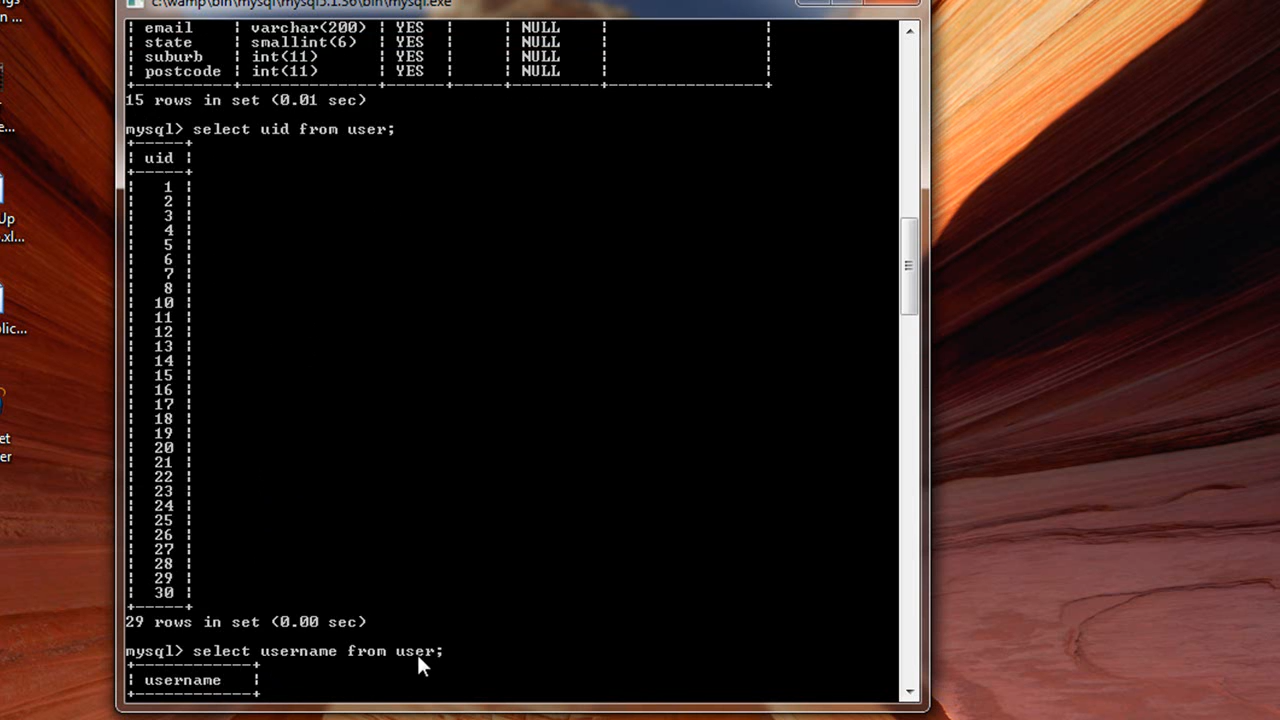 c:\wamp\bin\mysql\mysql5.1.36\bin\mysql.exe
| email | varchar(200) | YES | | NULL | |
| state | smallint(6) | YES | | NULL | |
| suburb | int(11) | YES | | NULL | |
| postcode | int(11) | YES | | NULL | |
15 rows in set (0.01 sec)
mysql> select uid from user;
| uid |
| 1 |
| 2 |
| 3 |
| 4 |
| 5 |
| 6 |
| 7 |
| 8 |
| 10 |
| 11 |
| 12 |
| 13 |
| 14 |
| 15 |
| 16 |
| 17 |
| 18 |
| 19 |
| 20 |
| 21 |
| 22 |
| 23 |
| 24 |
| 25 |
| 26 |
| 27 |
| 28 |
| 29 |
| 30 |
29 rows in set (0.00 sec)
mysql> select username from user;
| username |